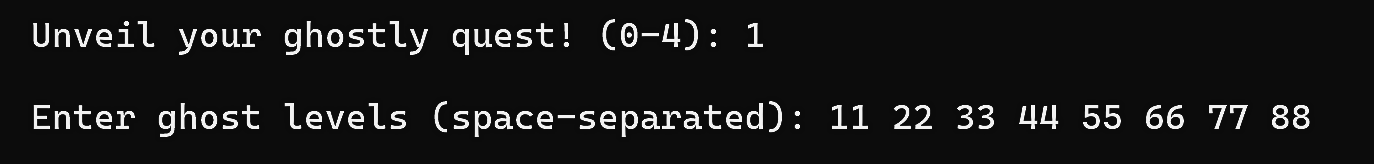 Unveil your ghostly quest! (0-4): 1
Enter ghost levels (space-separated): 11 22 33 44 55 66 77 88